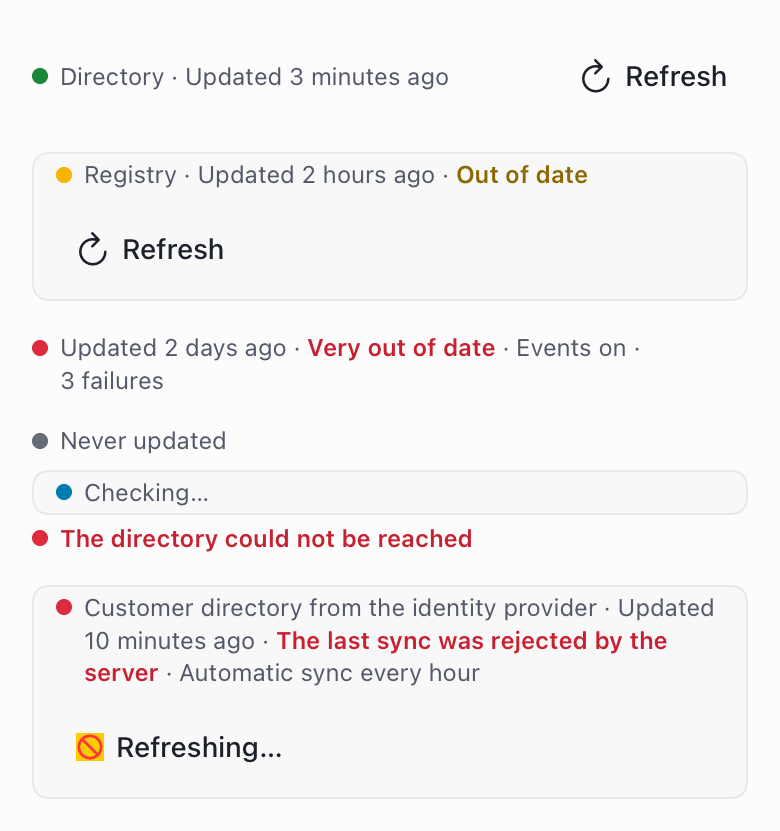 Directory · Updated 3 minutes ago
Refresh
Registry · Updated 2 hours ago · Out of date
Refresh
Updated 2 days ago · Very out of date · Events on ·
3 failures
Never updated
Checking…
The directory could not be reached
Customer directory from the identity provider · Updated
10 minutes ago · The last sync was rejected by the
server · Automatic sync every hour
Refreshing…